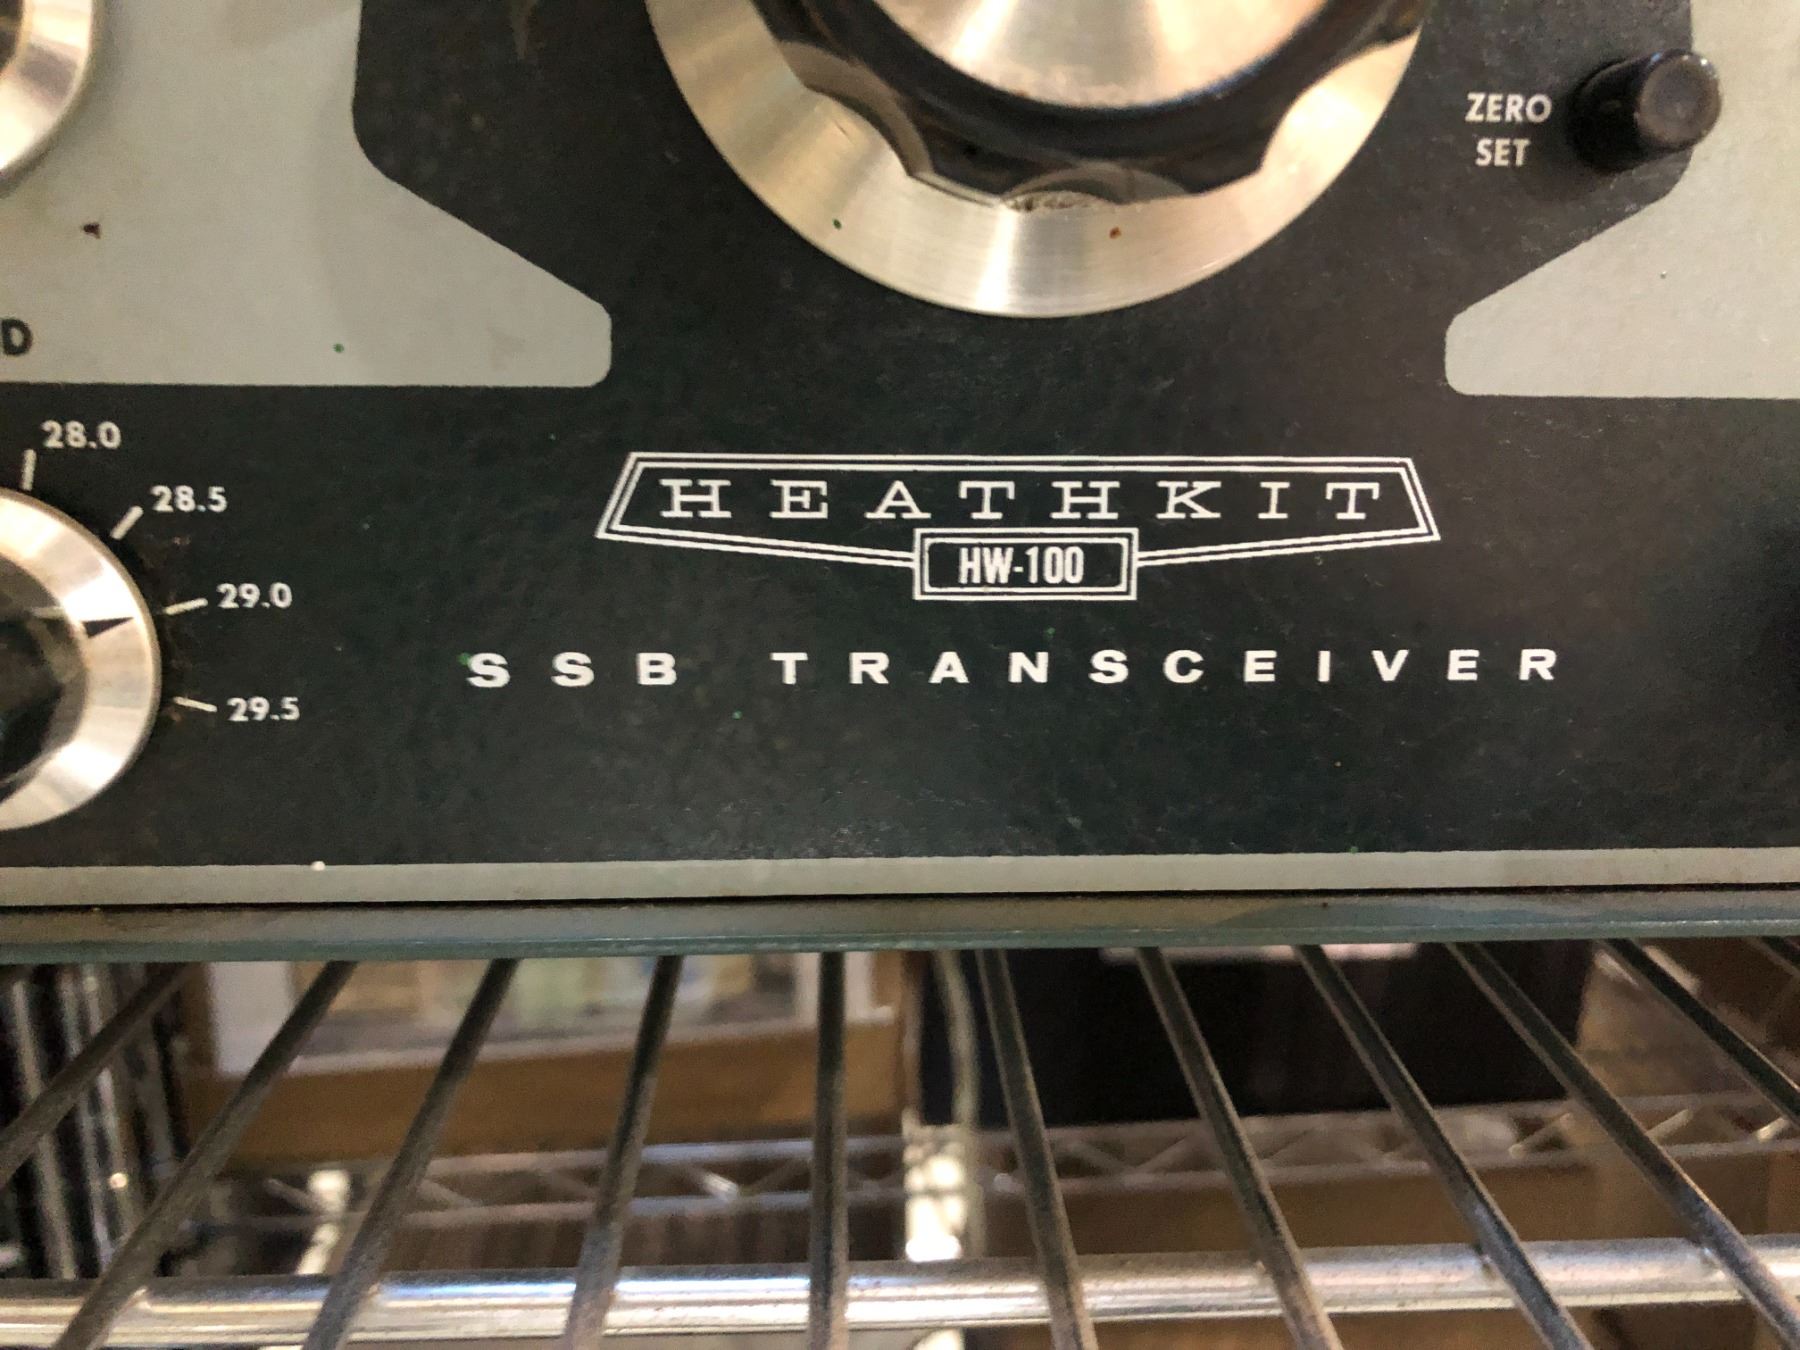 ZERO
SET
D
28.0
28.5
29.0
29.5
HEATHKIT
HW-100
SSB TRANSCEIVER